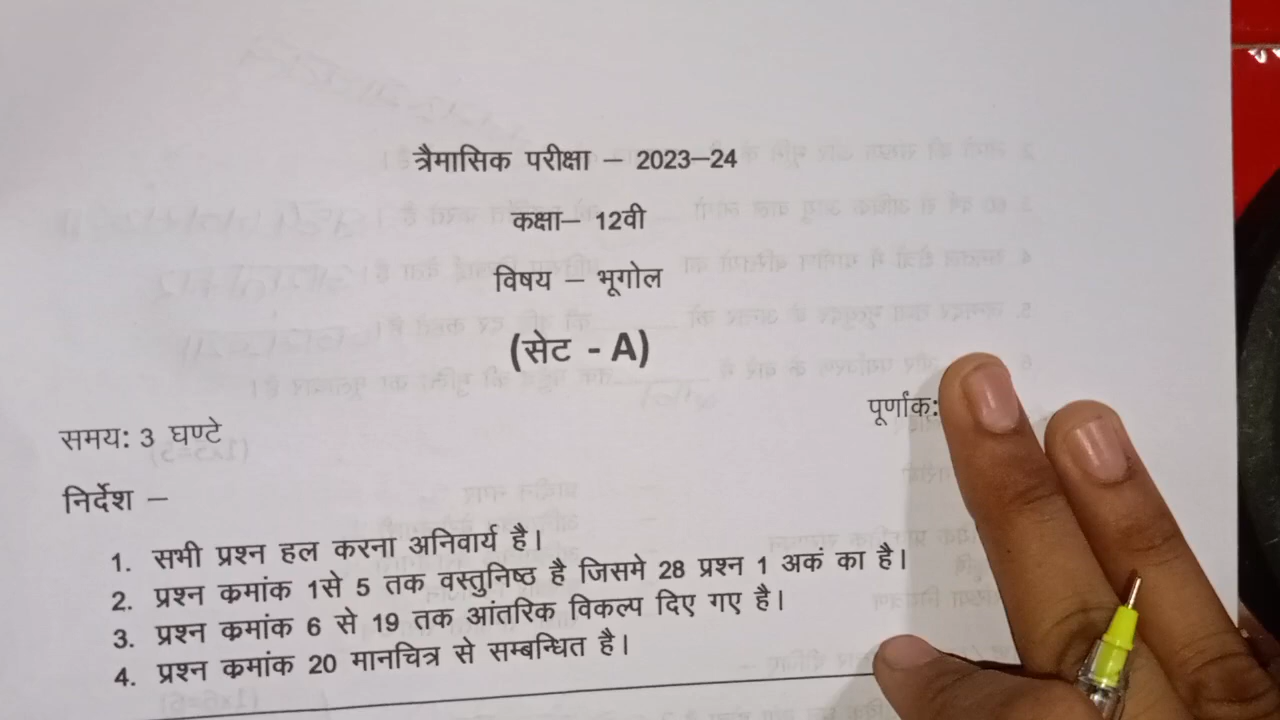 त्रैमासिक परीक्षा – 2023–24
कक्षा– 12वी
विषय – भूगोल
(सेट - A)
समय: 3 घण्टे
पूर्णांक:
निर्देश –
1. सभी प्रश्न हल करना अनिवार्य है।
2. प्रश्न कमांक 1से 5 तक वस्तुनिष्ठ है जिसमे 28 प्रश्न 1 अकं का है।
3. प्रश्न कमांक 6 से 19 तक आंतरिक विकल्प दिए गए है।
4. प्रश्न कमांक 20 मानचित्र से सम्बन्धित है।